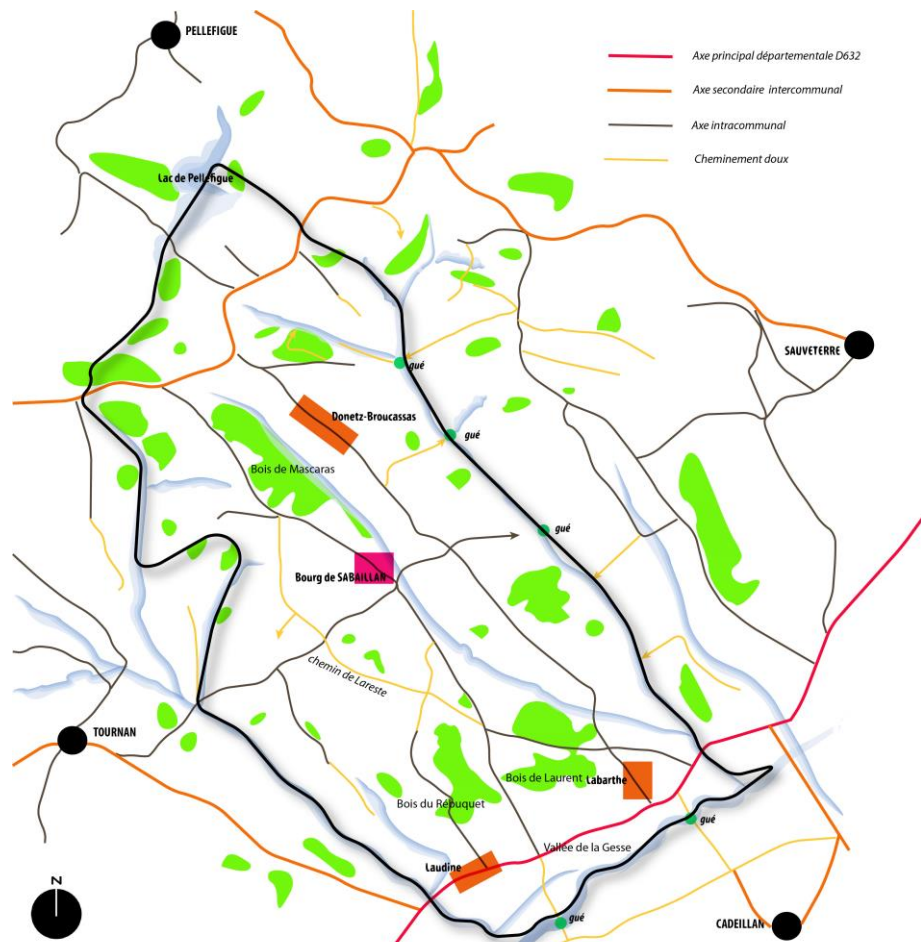 PELLEFIGUE
Axe principal départementale D632
Axe secondaire intercommunal
Axe intracommunal
Cheminement doux
Lac de Pellefigue
SAUVETERRE
gué
Donetz-Broucassas
gué
Bois de Mascaras
gué
Bourg de SABAILLAN
chemin de Lareste
TOURNAN
Bois de Laurent
Labarthe
Bois du Rébuquet
gué
Vallée de la Gesse
Laudine
N
gué
CADEILLAN